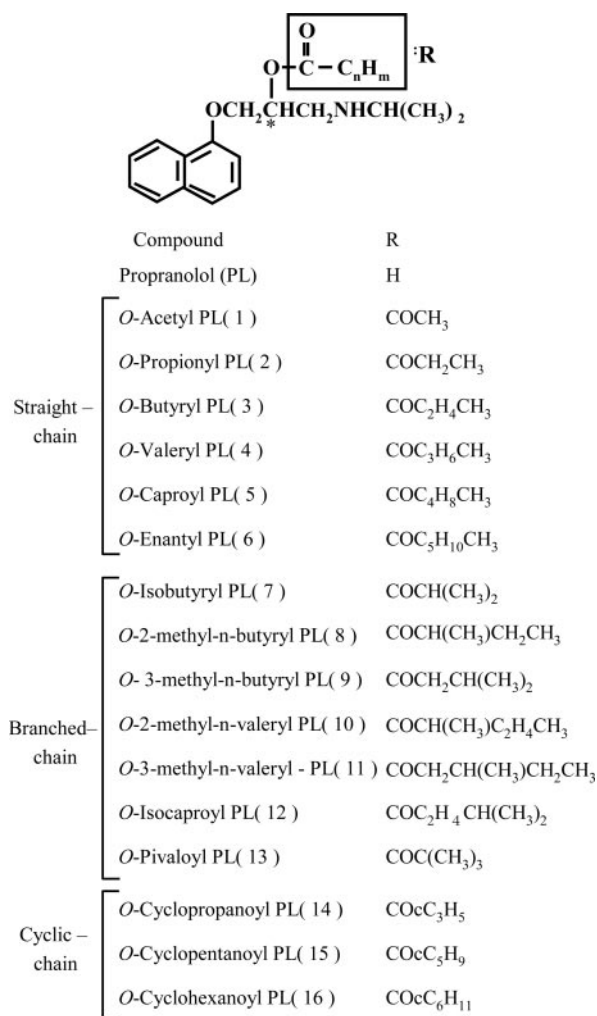 O
:R
O–C–CnHm
OCH2CHCH2NHCH(CH3)2
*
Compound R
Propranolol (PL) H
O-Acetyl PL( 1 ) COCH3
O-Propionyl PL( 2 ) COCH2CH3
O-Butyryl PL( 3 ) COC2H4CH3
Straight –
chain
O-Valeryl PL( 4 ) COC3H6CH3
O-Caproyl PL( 5 ) COC4H8CH3
O-Enantyl PL( 6 ) COC5H10CH3
O-Isobutyryl PL( 7 ) COCH(CH3)2
O-2-methyl-n-butyryl PL( 8 ) COCH(CH3)CH2CH3
O- 3-methyl-n-butyryl PL( 9 ) COCH2CH(CH3)2
Branched–
chain
O-2-methyl-n-valeryl PL( 10 ) COCH(CH3)C2H4CH3
O-3-methyl-n-valeryl - PL( 11 ) COCH2CH(CH3)CH2CH3
O-Isocaproyl PL( 12 ) COC2H4CH(CH3)2
O-Pivaloyl PL( 13 ) COC(CH3)3
O-Cyclopropanoyl PL( 14 ) COcC3H5
Cyclic –
chain
O-Cyclopentanoyl PL( 15 ) COcC5H9
O-Cyclohexanoyl PL( 16 ) COcC6H11